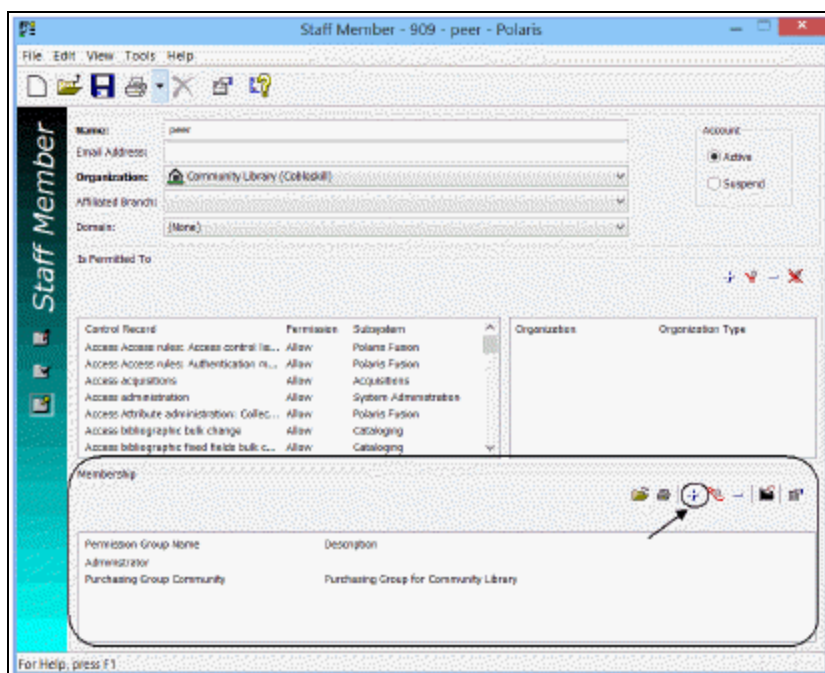 Staff Member - 909 - peer - Polaris
File Edit View Tools Help
Staff Member
Name: peer
Email Address:
Organization: Community Library (Cobleskill)
Affiliated Branch:
Domain: (None)
Account
Active
Suspend
Is Permitted To
Control Record Permission Subsystem
Access Access rules: Access control lis... Allow Polaris Fusion
Access Access rules: Authentication ru... Allow Polaris Fusion
Access acquisitions Allow Acquisitions
Access administration Allow System Administration
Access Attribute administration: Collec... Allow Polaris Fusion
Access bibliographic bulk change Allow Cataloging
Access bibliographic fixed fields bulk c... Allow Cataloging
Organization Organization Type
Membership
Permission Group Name Description
Administrator
Purchasing Group Community Purchasing Group for Community Library
For Help, press F1